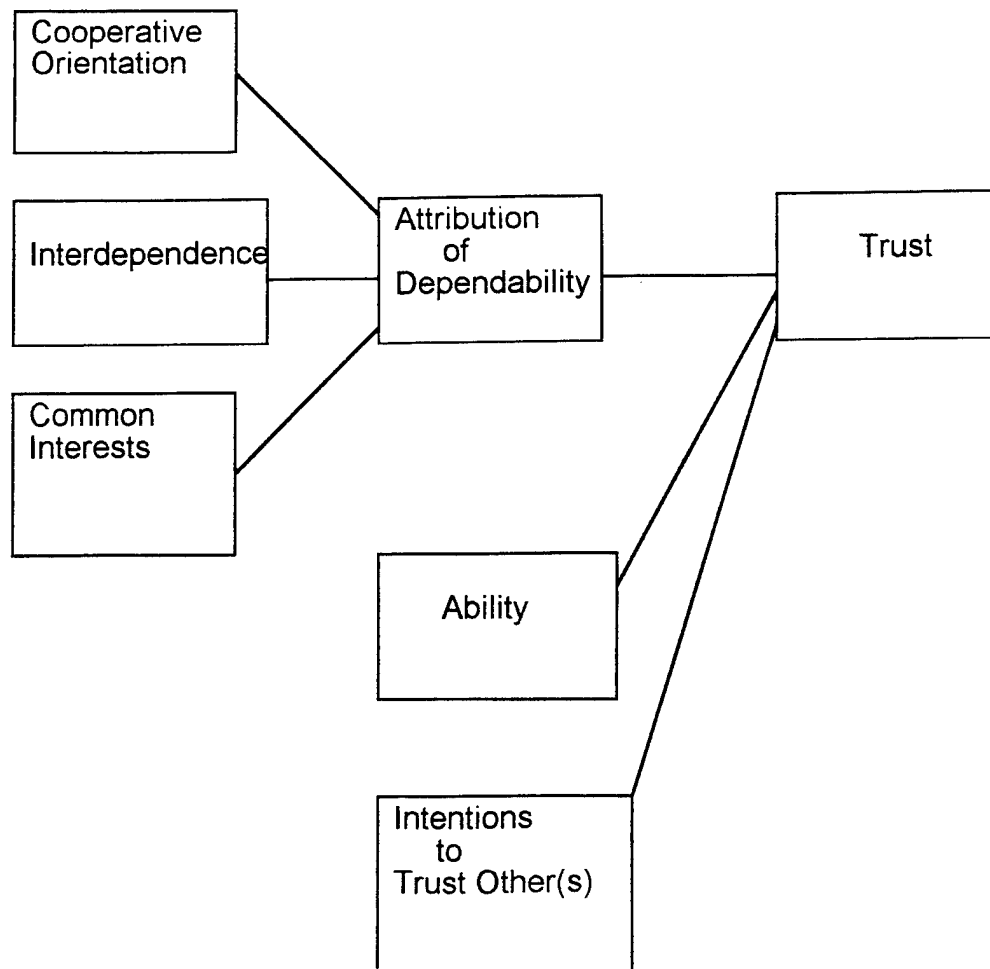 Cooperative
Orientation
Interdependence
Common
Interests
Attribution
of
Dependability
Trust
Ability
Intentions
to
Trust Other(s)